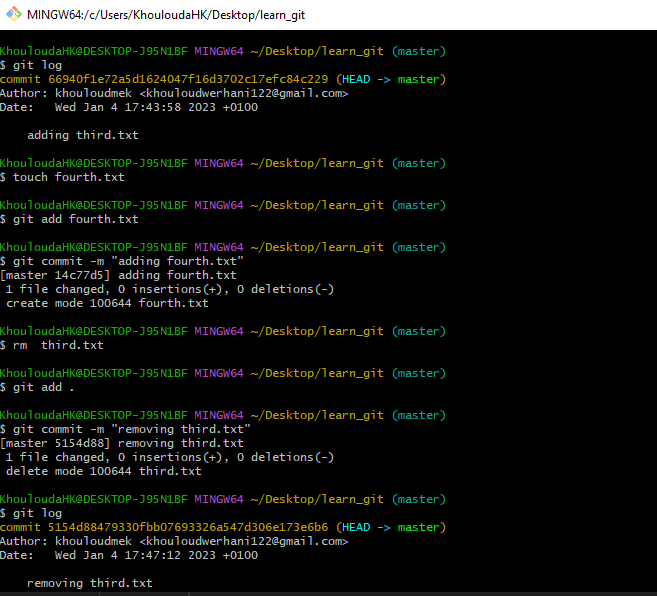 MINGW64:/c/Users/KhouloudaHK/Desktop/learn_git
KhouloudaHK@DESKTOP-J95N1BF MINGW64 ~/Desktop/learn_git (master)
$ git log
commit 66940f1e72a5d1624047f16d3702c17efc84c229 (HEAD -> master)
Author: khouloudmek <khouloudwerhani122@gmail.com>
Date:   Wed Jan 4 17:43:58 2023 +0100
    adding third.txt
KhouloudaHK@DESKTOP-J95N1BF MINGW64 ~/Desktop/learn_git (master)
$ touch fourth.txt
KhouloudaHK@DESKTOP-J95N1BF MINGW64 ~/Desktop/learn_git (master)
$ git add fourth.txt
KhouloudaHK@DESKTOP-J95N1BF MINGW64 ~/Desktop/learn_git (master)
$ git commit -m "adding fourth.txt"
[master 14c77d5] adding fourth.txt
 1 file changed, 0 insertions(+), 0 deletions(-)
 create mode 100644 fourth.txt
KhouloudaHK@DESKTOP-J95N1BF MINGW64 ~/Desktop/learn_git (master)
$ rm  third.txt
KhouloudaHK@DESKTOP-J95N1BF MINGW64 ~/Desktop/learn_git (master)
$ git add .
KhouloudaHK@DESKTOP-J95N1BF MINGW64 ~/Desktop/learn_git (master)
$ git commit -m "removing third.txt"
[master 5154d88] removing third.txt
 1 file changed, 0 insertions(+), 0 deletions(-)
 delete mode 100644 third.txt
KhouloudaHK@DESKTOP-J95N1BF MINGW64 ~/Desktop/learn_git (master)
$ git log
commit 5154d88479330fbb07693326a547d306e173e6b6 (HEAD -> master)
Author: khouloudmek <khouloudwerhani122@gmail.com>
Date:   Wed Jan 4 17:47:12 2023 +0100
    removing third.txt